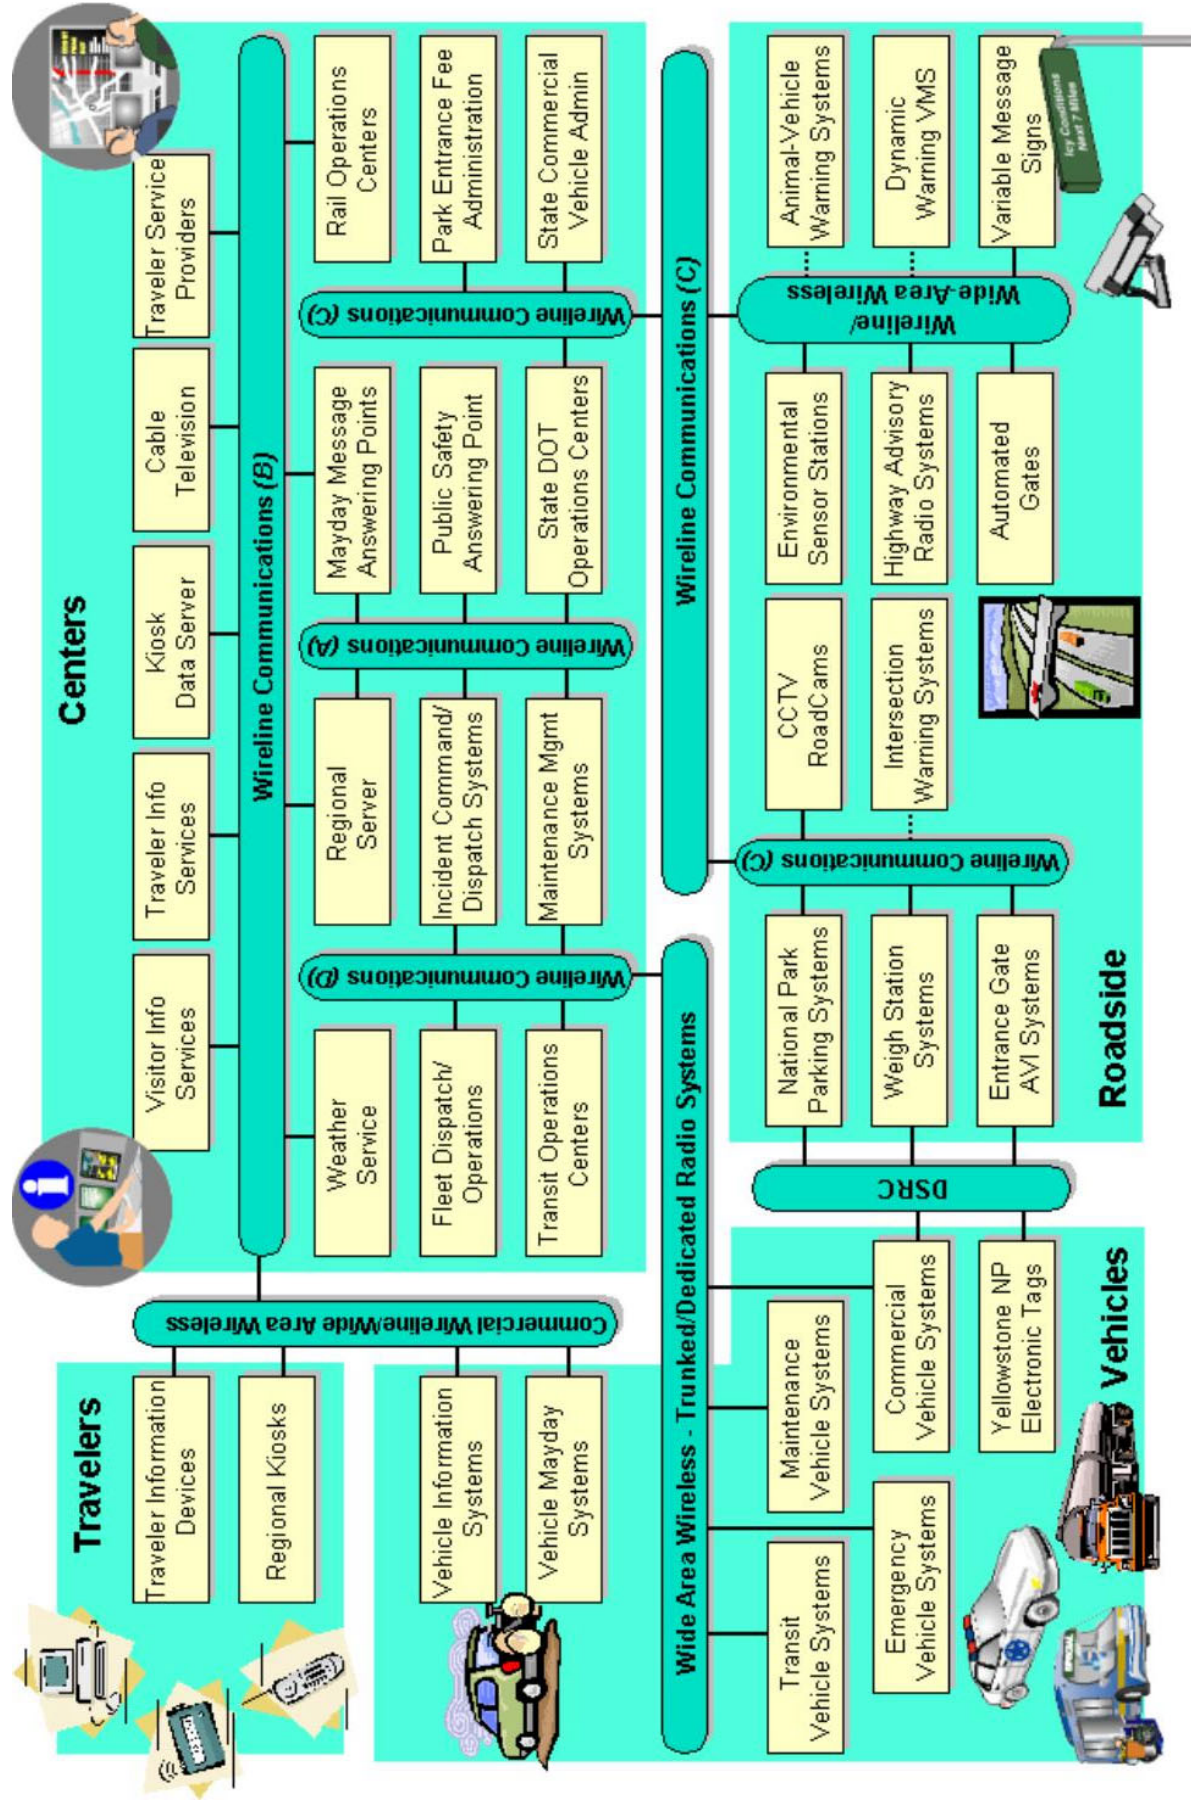 Travelers
Traveler Information
Devices
Regional Kiosks
Vehicle Information
Systems
Vehicle Mayday
Systems
Commercial Wireline/Wide Area Wireless
Centers
Visitor Info
Services
Traveler Info
Services
Kiosk
Data Server
Cable
Television
Traveler Service
Providers
Wireline Communications (B)
Weather
Service
Regional
Server
Mayday Message
Answering Points
Rail Operations
Centers
Fleet Dispatch/
Operations
Incident Command/
Dispatch Systems
Public Safety
Answering Point
Park Entrance Fee
Administration
Transit Operations
Centers
Maintenance Mgmt
Systems
State DOT
Operations Centers
State Commercial
Vehicle Admin
Wireline Communications (D)
Wireline Communications (A)
Wireline Communications (C)
Wide Area Wireless - Trunked/Dedicated Radio Systems
Wireline Communications (C)
Transit
Vehicle Systems
Maintenance
Vehicle Systems
Emergency
Vehicle Systems
Commercial
Vehicle Systems
Yellowstone NP
Electronic Tags
Vehicles
DSRC
National Park
Parking Systems
Weigh Station
Systems
Entrance Gate
AVI Systems
Wireline Communications (C)
CCTV
RoadCams
Intersection
Warning Systems
Environmental
Sensor Stations
Highway Advisory
Radio Systems
Automated
Gates
Wireline/
Wide-Area Wireless
Animal-Vehicle
Warning Systems
Dynamic
Warning VMS
Variable Message
Signs
Icy Conditions
Next 7 Miles
Roadside